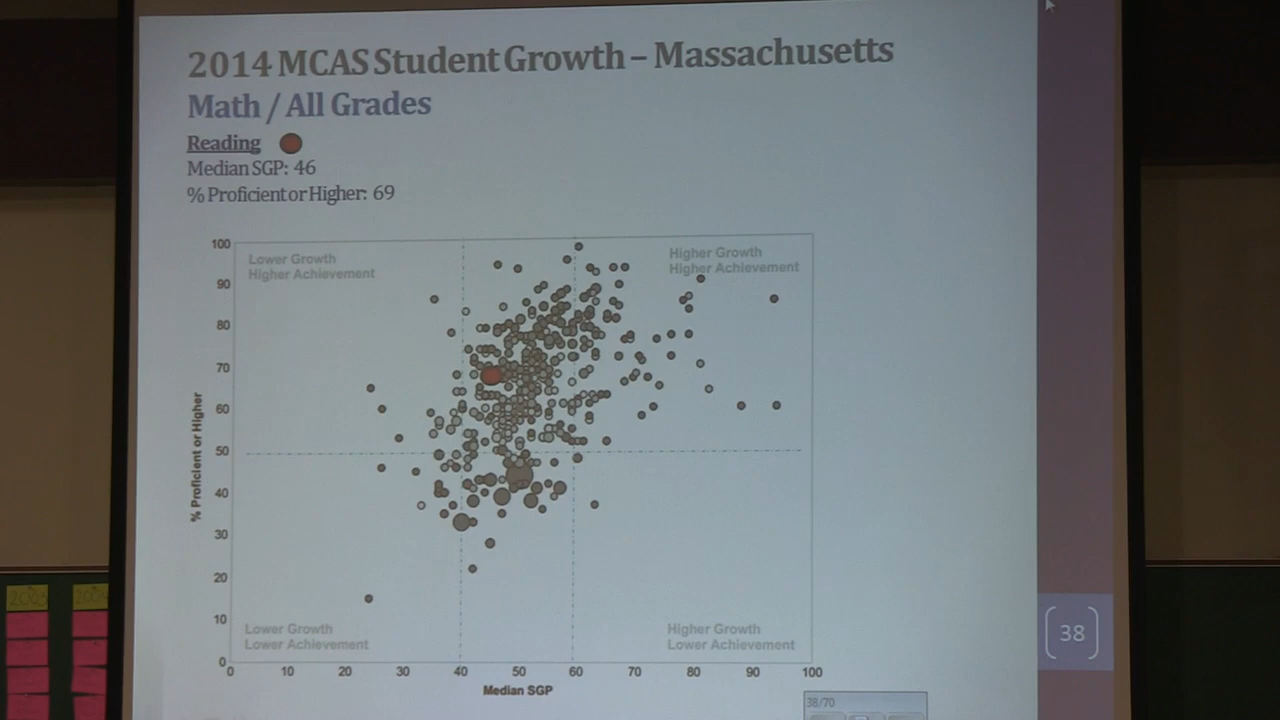 2014 MCAS Student Growth – Massachusetts
Math / All Grades
Reading
Median SGP: 46
% Proficient or Higher: 69
Lower Growth
Higher Achievement
Higher Growth
Higher Achievement
100
90
80
70
60
50
40
30
20
10
0
% Proficient or Higher
Lower Growth
Lower Achievement
Higher Growth
Lower Achievement
0 10 20 30 40 50 60 70 80 90 100
Median SGP
38
38/70